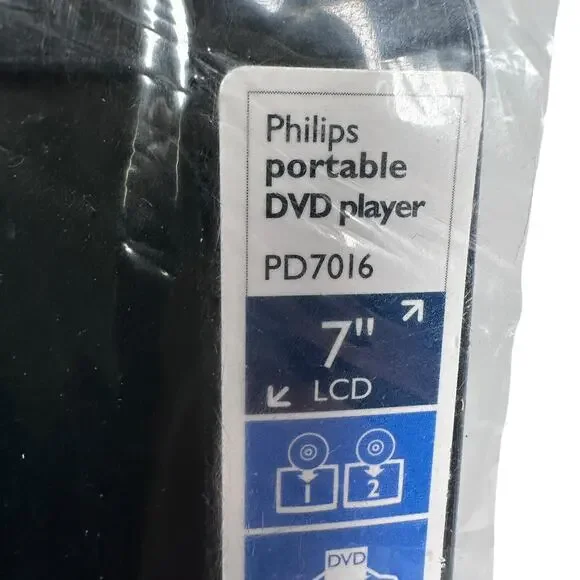 Philips
portable
DVD player
PD7016
7"
LCD
1 2
DVD